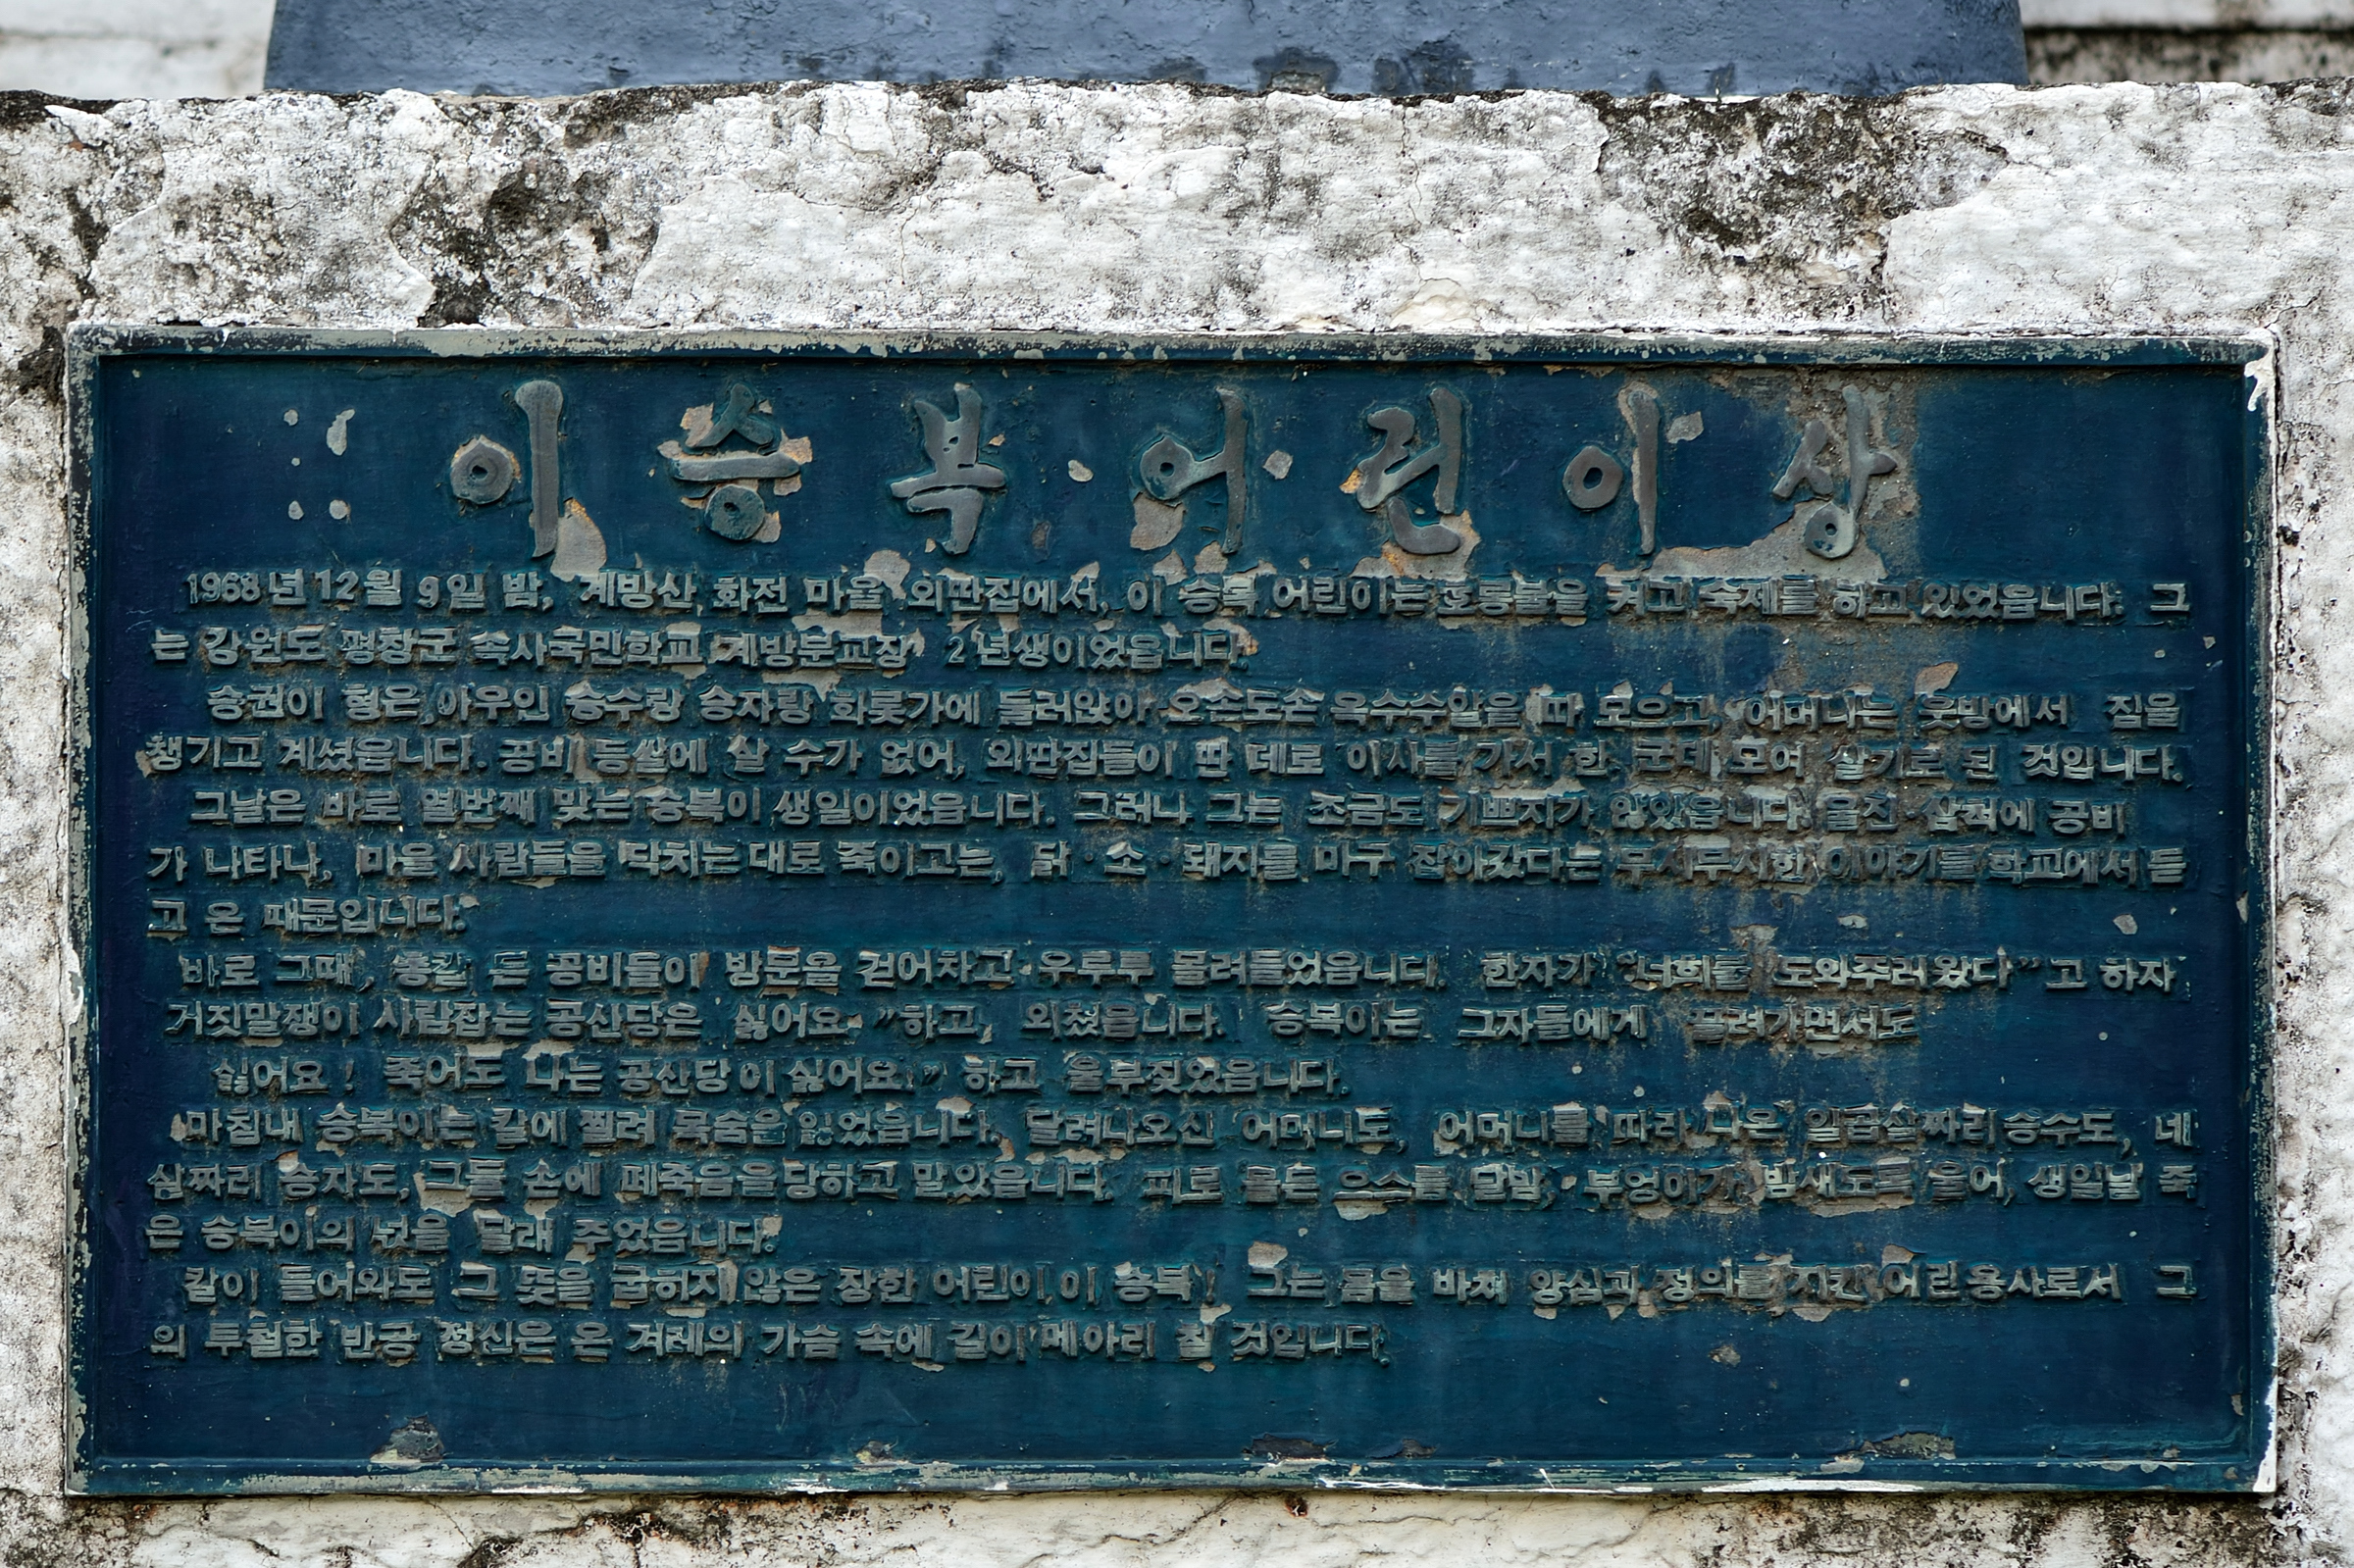 이승복 어린이상
1968년 12월 9일 밤, 계방산 화전 마을 외딴집에서, 이 승복 어린이는 호롱불을 켜고 숙제를 하고 있었읍니다. 그
는 강원도 평창군 속사국민학교 계방분교장 2년생이었읍니다.
승권이 형은 아우인 승수랑 승자랑 화롯가에 둘러앉아 오손도손 옥수수알을 따 모으고, 어머니는 웃방에서 짐을
챙기고 계셨읍니다. 공비 등쌀에 살 수가 없어, 외딴집들이 딴 데로 이사를 가서 한 군데 모여 살기로 된 것입니다.
그날은 바로 열번째 맞는 승복이 생일이었읍니다. 그러나 그는 조금도 기쁘지가 않았읍니다. 울진·삼척에 공비
가 나타나, 마을 사람들을 닥치는대로 죽이고는, 닭·소·돼지를 마구 잡아갔다는 무시무시한 이야기를 학교에서 듣
고 온 때문입니다.
바로 그때, 총칼 든 공비들이 방문을 걷어차고 우루루 몰려들었읍니다. 한자가 "너희를 도와주러왔다"고 하자
거짓말쟁이 사람잡는 공산당은 싫어요."하고, 외쳤읍니다. 승복이는 그자들에게 끌려가면서도
싫어요! 죽어도 나는 공산당이 싫어요!" 하고 울부짖었읍니다.
마침내 승복이는 칼에 찔려 목숨을 잃었읍니다. 달려나오신 어머니도, 어머니를 따라 나온 일곱살짜리 승수도, 네
살짜리 승자도, 그들 손에 떼죽음을 당하고 말았읍니다. 피로 물든 으스름 달밤, 부엉이가 밤새도록 울어, 생일날 죽
은 승복이의 넋을 달래 주었읍니다.
칼이 들어와도 그 뜻을 굽히지 않은 장한 어린이 이 승복! 그는 몸을 바쳐 양심과 정의를 지킨 어린 용사로서 그
의 투철한 반공 정신은 온 겨레의 가슴 속에 길이 메아리 칠 것입니다.